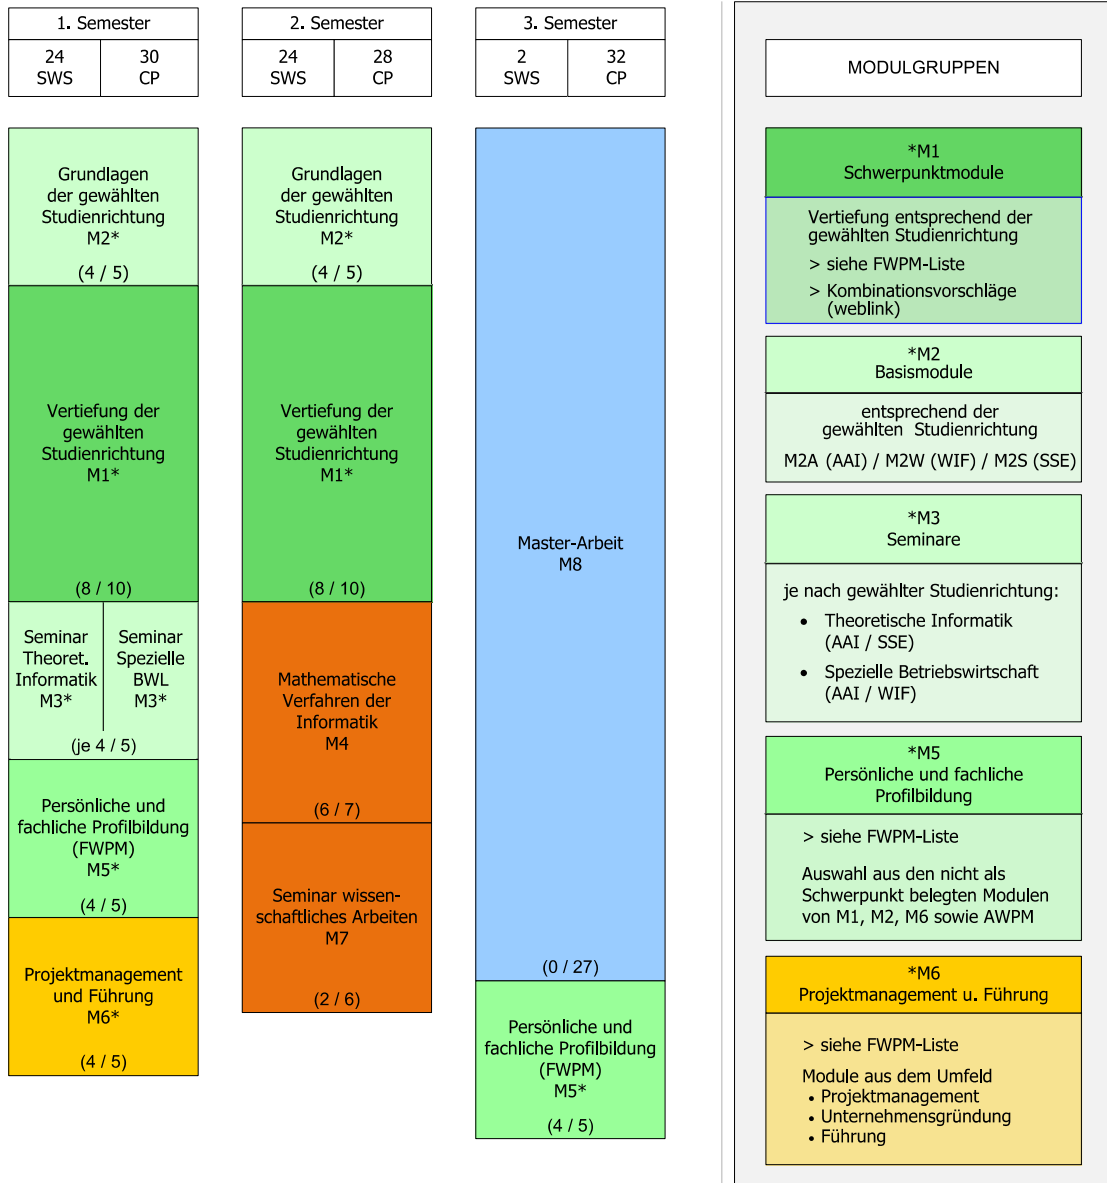 1. Semester
24
SWS
30
CP
Grundlagen
der gewählten
Studienrichtung
M2*
(4 / 5)
Vertiefung der
gewählten
Studienrichtung
M1*
(8 / 10)
Seminar
Theoret.
Informatik
M3*
Seminar
Spezielle
BWL
M3*
(je 4 / 5)
Persönliche und
fachliche Profilbildung
(FWPM)
M5*
(4 / 5)
Projektmanagement
und Führung
M6*
(4 / 5)
2. Semester
24
SWS
28
CP
Grundlagen
der gewählten
Studienrichtung
M2*
(4 / 5)
Vertiefung der
gewählten
Studienrichtung
M1*
(8 / 10)
Mathematische
Verfahren der
Informatik
M4
(6 / 7)
Seminar wissen-
schaftliches Arbeiten
M7
(2 / 6)
3. Semester
2
SWS
32
CP
Master-Arbeit
M8
(0 / 27)
Persönliche und
fachliche Profilbildung
(FWPM)
M5*
(4 / 5)
MODULGRUPPEN
*M1
Schwerpunktmodule
Vertiefung entsprechend der
gewählten Studienrichtung
> siehe FWPM-Liste
> Kombinationsvorschläge
(weblink)
*M2
Basismodule
entsprechend der
gewählten Studienrichtung
M2A (AAI) / M2W (WIF) / M2S (SSE)
*M3
Seminare
je nach gewählter Studienrichtung:
• Theoretische Informatik
(AAI / SSE)
• Spezielle Betriebswirtschaft
(AAI / WIF)
*M5
Persönliche und fachliche
Profilbildung
> siehe FWPM-Liste
Auswahl aus den nicht als
Schwerpunkt belegten Modulen
von M1, M2, M6 sowie AWPM
*M6
Projektmanagement u. Führung
> siehe FWPM-Liste
Module aus dem Umfeld
• Projektmanagement
• Unternehmensgründung
• Führung